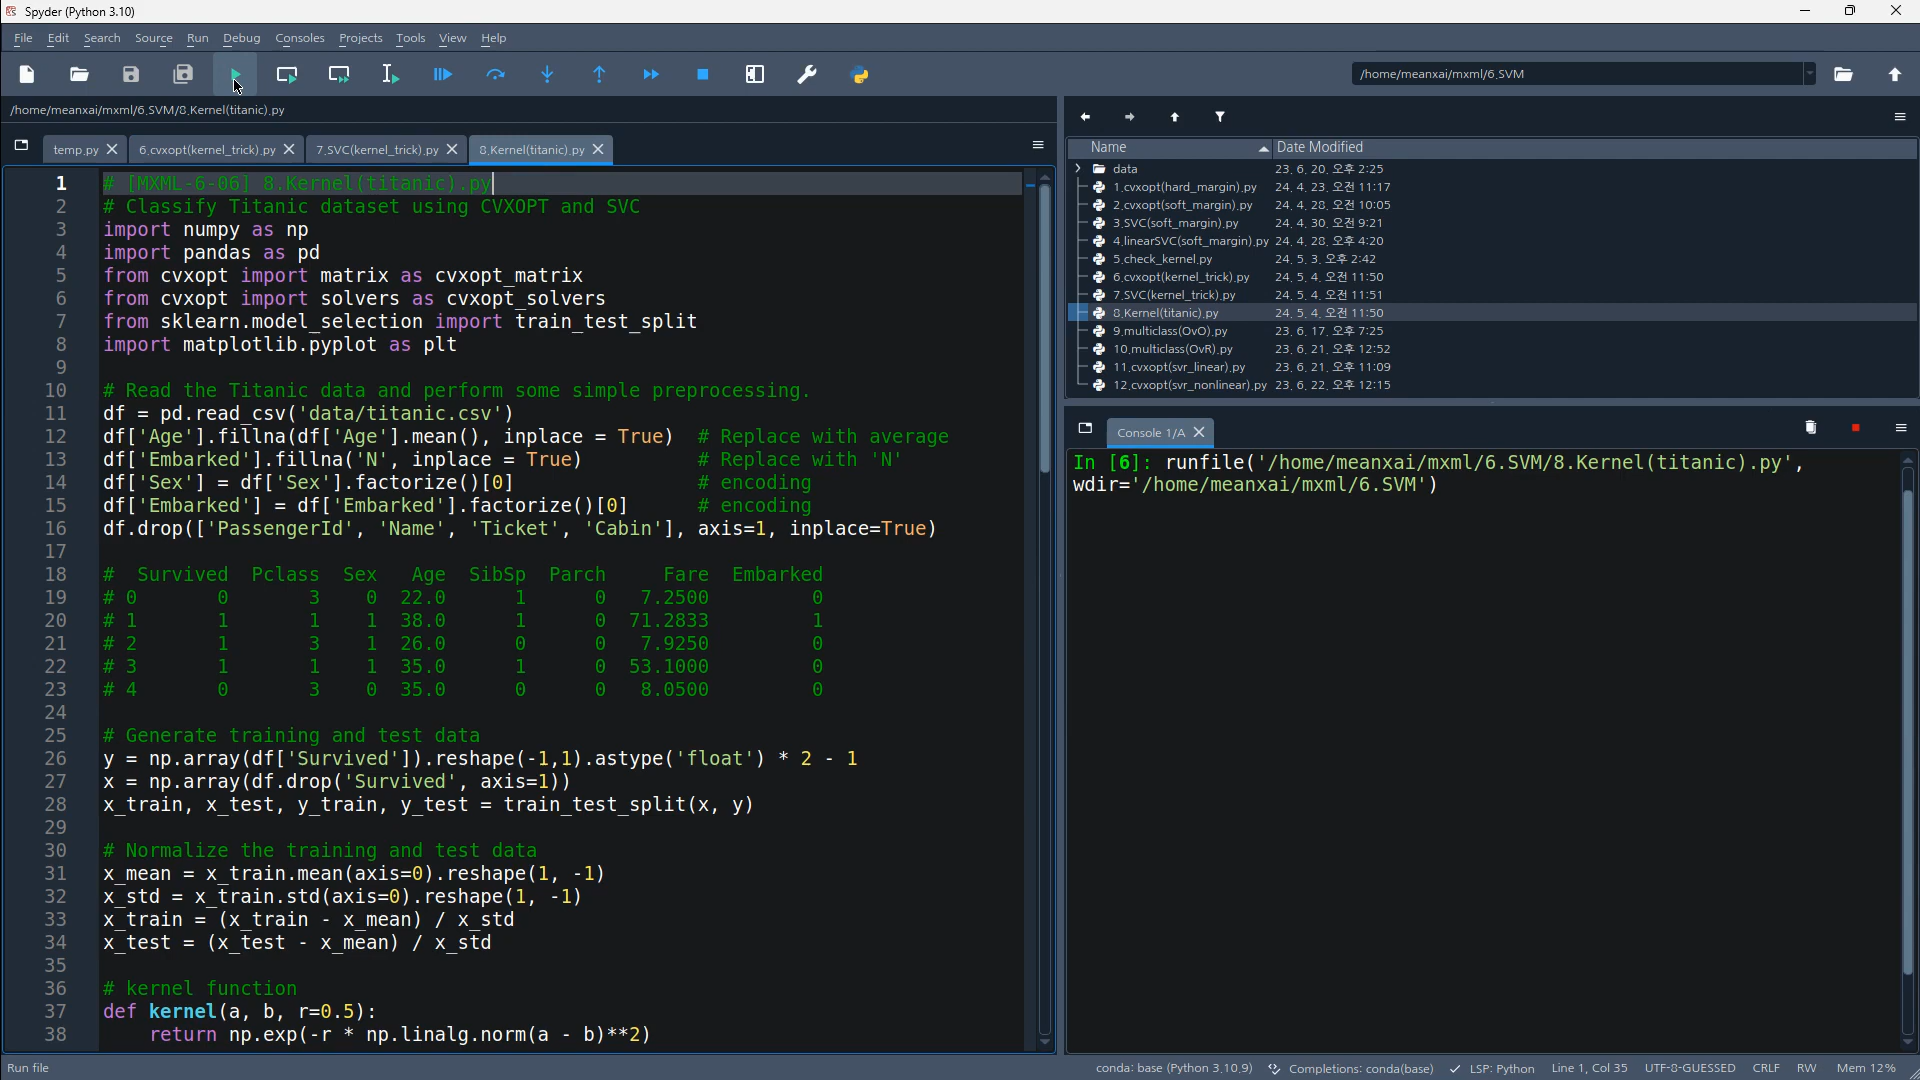 Spyder (Python 3.10)
File Edit Search Source Run Debug Consoles Projects Tools View Help
/home/meanxai/mxml/6.SVM
/home/meanxai/mxml/6.SVM/8.Kernel(titanic).py
temp.py 6.cvxopt(kernel_trick).py 7.SVC(kernel_trick).py 8.Kernel(titanic).py
1 # [MXML-6-06] 8.Kernel(titanic).py
2 # Classify Titanic dataset using CVXOPT and SVC
3 import numpy as np
4 import pandas as pd
5 from cvxopt import matrix as cvxopt_matrix
6 from cvxopt import solvers as cvxopt_solvers
7 from sklearn.model_selection import train_test_split
8 import matplotlib.pyplot as plt
9
10 # Read the Titanic data and perform some simple preprocessing.
11 df = pd.read_csv('data/titanic.csv')
12 df['Age'].fillna(df['Age'].mean(), inplace = True) # Replace with average
13 df['Embarked'].fillna('N', inplace = True) # Replace with 'N'
14 df['Sex'] = df['Sex'].factorize()[0] # encoding
15 df['Embarked'] = df['Embarked'].factorize()[0] # encoding
16 df.drop(['PassengerId', 'Name', 'Ticket', 'Cabin'], axis=1, inplace=True)
17
18 # Survived Pclass Sex Age SibSp Parch Fare Embarked
19 # 0 0 3 0 22.0 1 0 7.2500 0
20 # 1 1 1 1 38.0 1 0 71.2833 1
21 # 2 1 3 1 26.0 0 0 7.9250 0
22 # 3 1 1 1 35.0 1 0 53.1000 0
23 # 4 0 3 0 35.0 0 0 8.0500 0
24
25 # Generate training and test data
26 y = np.array(df['Survived']).reshape(-1,1).astype('float') * 2 - 1
27 x = np.array(df.drop('Survived', axis=1))
28 x_train, x_test, y_train, y_test = train_test_split(x, y)
29
30 # Normalize the training and test data
31 x_mean = x_train.mean(axis=0).reshape(1, -1)
32 x_std = x_train.std(axis=0).reshape(1, -1)
33 x_train = (x_train - x_mean) / x_std
34 x_test = (x_test - x_mean) / x_std
35
36 # kernel function
37 def kernel(a, b, r=0.5):
38 return np.exp(-r * np.linalg.norm(a - b)**2)
Name Date Modified
data 23. 6. 20. 오후 2:25
1.cvxopt(hard_margin).py 24. 4. 23. 오전 11:17
2.cvxopt(soft_margin).py 24. 4. 28. 오전 10:05
3.SVC(soft_margin).py 24. 4. 30. 오전 9:21
4.linearSVC(soft_margin).py 24. 4. 28. 오후 4:20
5.check_kernel.py 24. 5. 3. 오후 2:42
6.cvxopt(kernel_trick).py 24. 5. 4. 오전 11:50
7.SVC(kernel_trick).py 24. 5. 4. 오전 11:51
8.Kernel(titanic).py 24. 5. 4. 오전 11:50
9.multiclass(OvO).py 23. 6. 17. 오후 7:25
10.multiclass(OvR).py 23. 6. 21. 오후 12:52
11.cvxopt(svr_linear).py 23. 6. 21. 오후 11:09
12.cvxopt(svr_nonlinear).py 23. 6. 22. 오후 12:15
Console 1/A
In [6]: runfile('/home/meanxai/mxml/6.SVM/8.Kernel(titanic).py',
wdir='/home/meanxai/mxml/6.SVM')
Run file conda: base (Python 3.10.9) Completions: conda(base) LSP: Python Line 1, Col 35 UTF-8-GUESSED CRLF RW Mem 12%